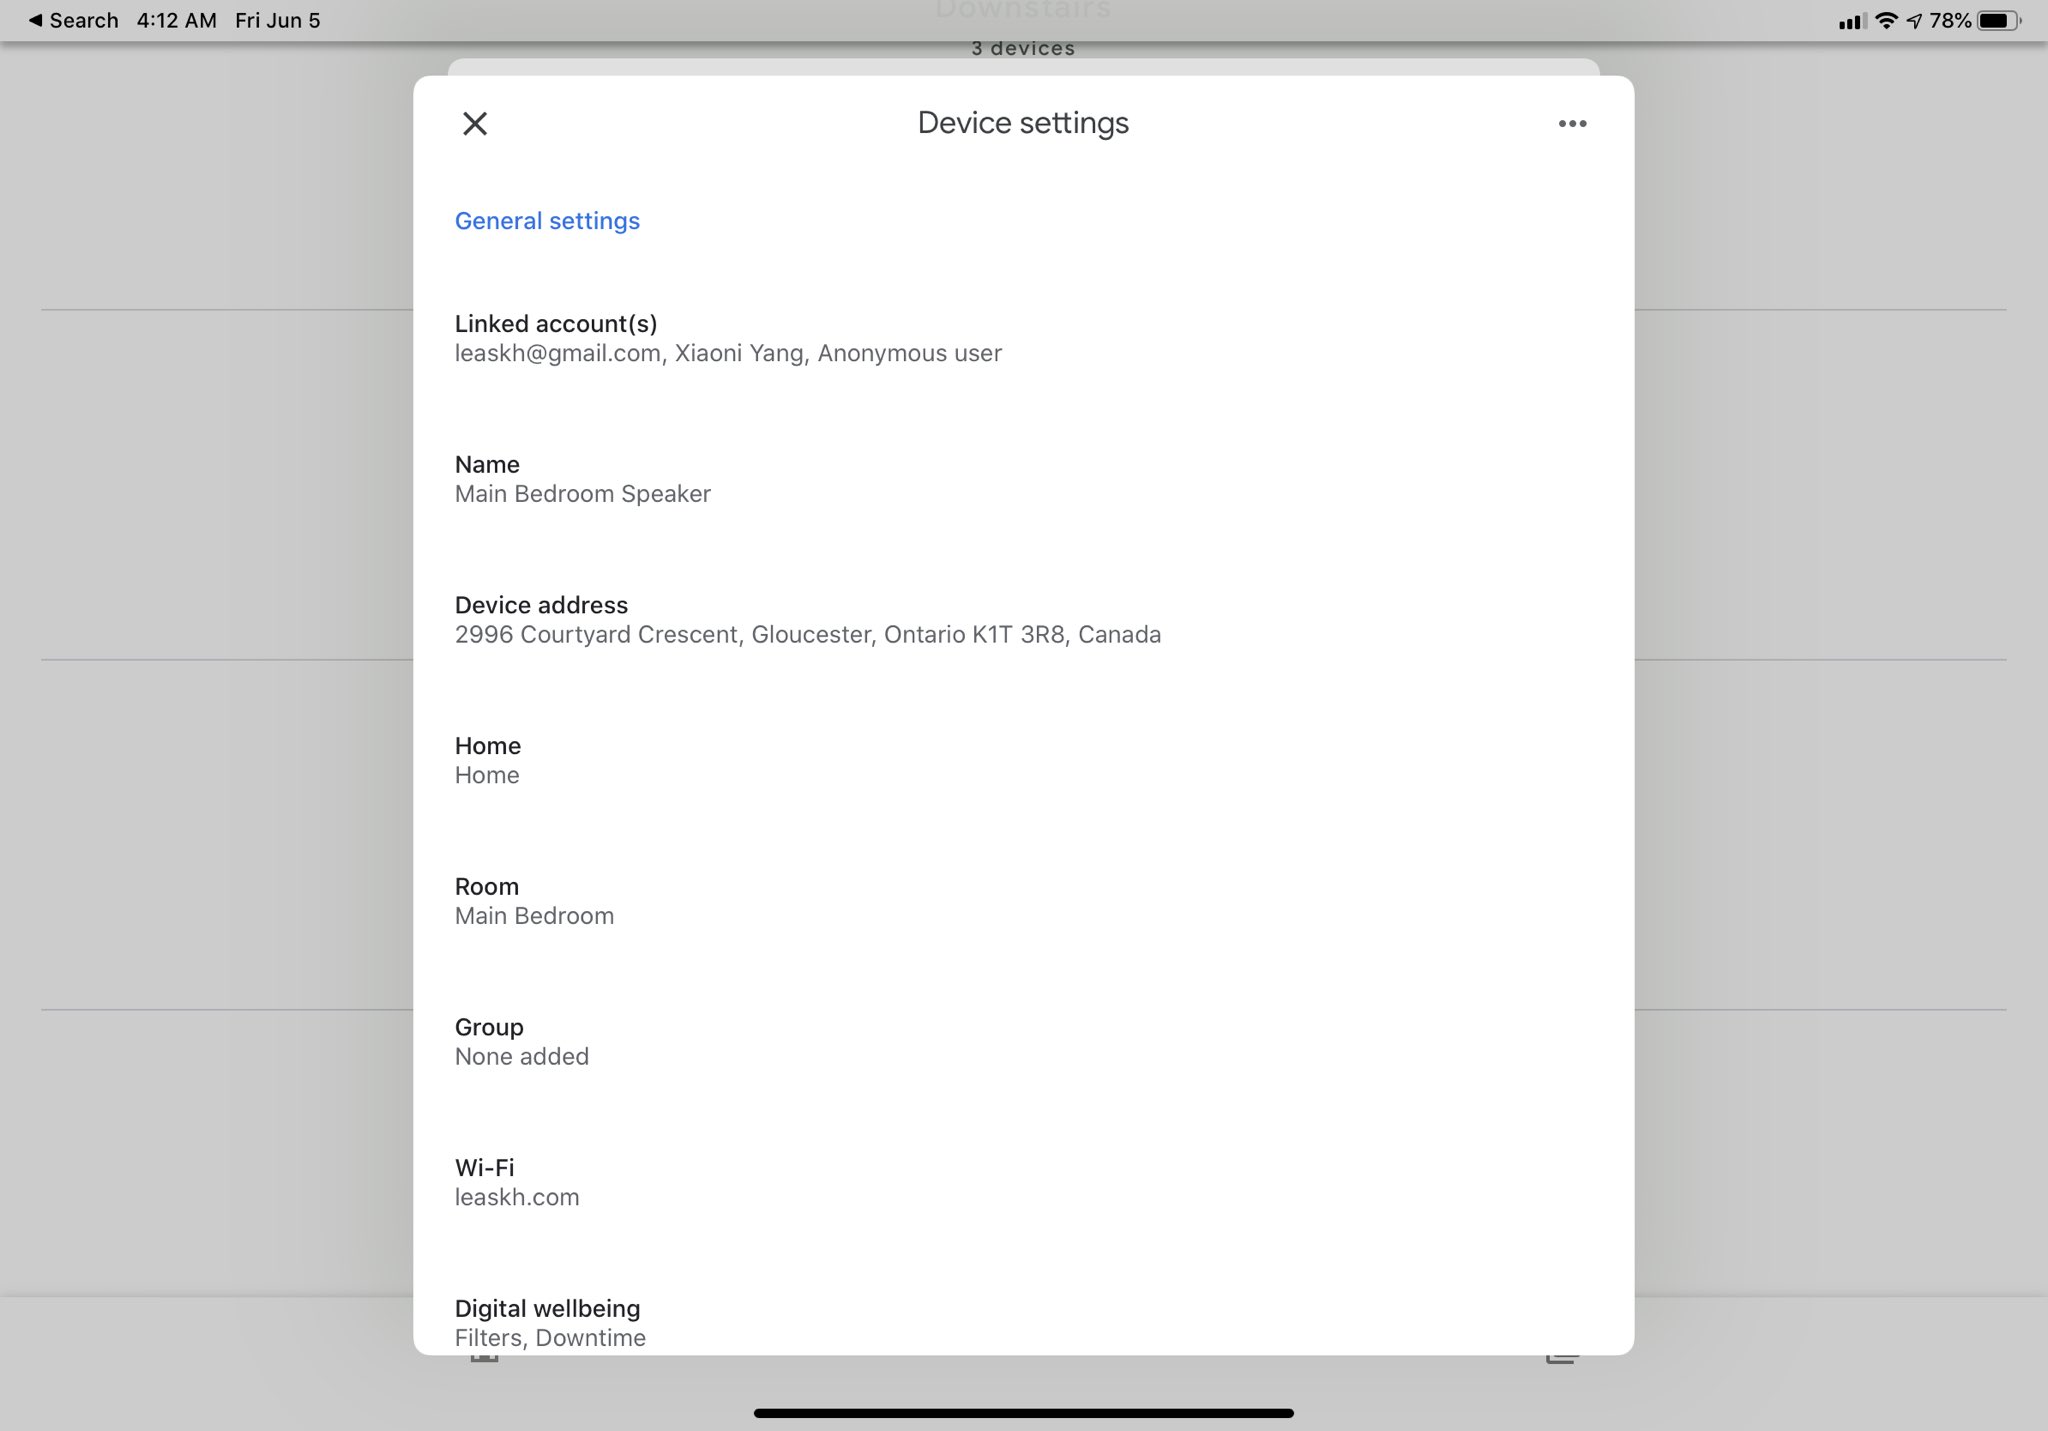 Search 4:12 AM Fri Jun 5
78%
Downstairs
3 devices
Device settings
General settings
Linked account(s)
leaskh@gmail.com, Xiaoni Yang, Anonymous user
Name
Main Bedroom Speaker
Device address
2996 Courtyard Crescent, Gloucester, Ontario K1T 3R8, Canada
Home
Home
Room
Main Bedroom
Group
None added
Wi-Fi
leaskh.com
Digital wellbeing
Filters, Downtime